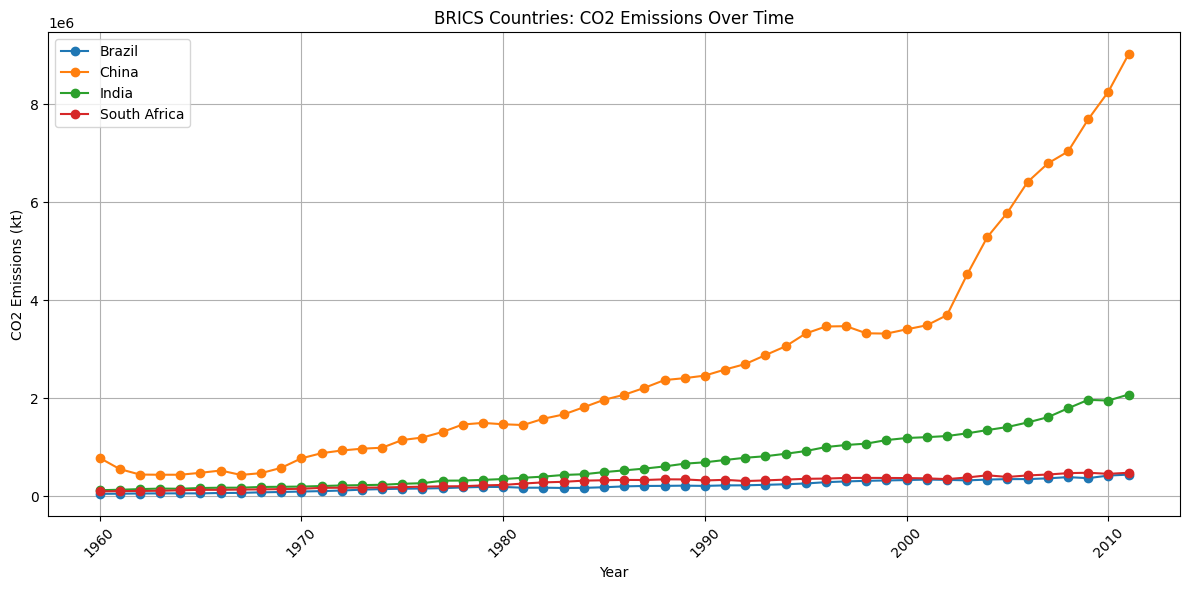 BRICS Countries: CO2 Emissions Over Time
1e6
Brazil
China
India
South Africa
8
6
4
2
0
CO2 Emissions (kt)
1960
1970
1980
1990
2000
2010
Year